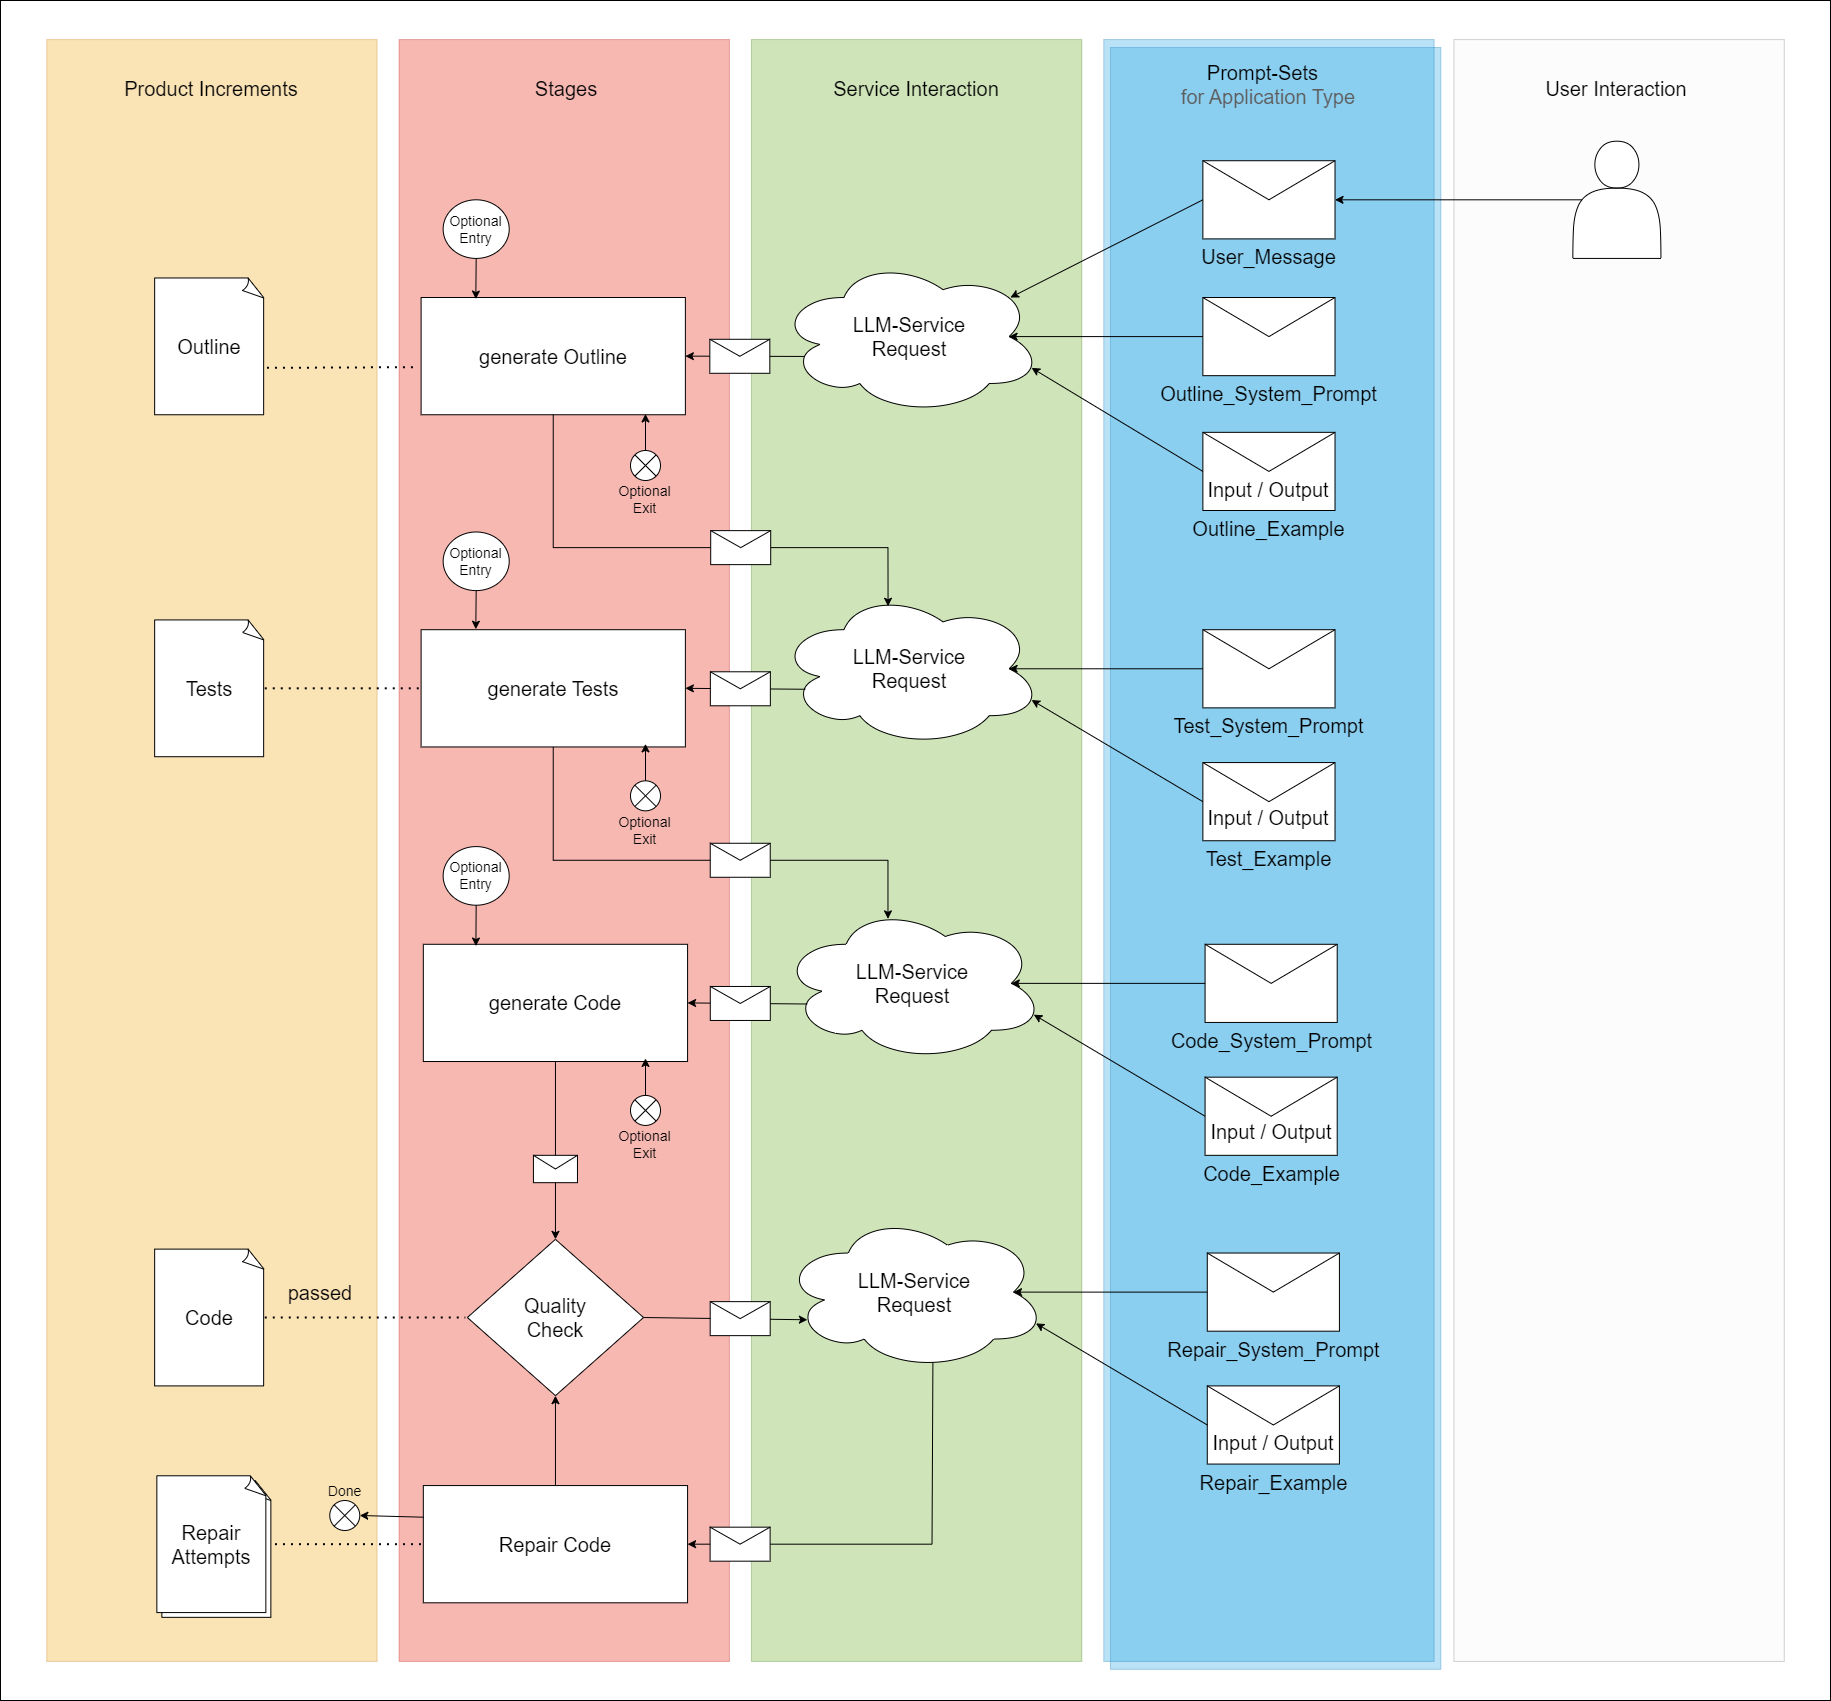 Product Increments
Stages
Service Interaction
Prompt-Sets
for Application Type
User Interaction
User_Message
Optional
Entry
Outline
generate Outline
LLM-Service
Request
Outline_System_Prompt
Optional
Exit
Input / Output
Outline_Example
Optional
Entry
Tests
generate Tests
LLM-Service
Request
Test_System_Prompt
Optional
Exit
Input / Output
Test_Example
Optional
Entry
generate Code
LLM-Service
Request
Code_System_Prompt
Optional
Exit
Input / Output
Code_Example
Code
passed
Quality
Check
LLM-Service
Request
Repair_System_Prompt
Input / Output
Repair_Example
Repair
Attempts
Done
Repair Code